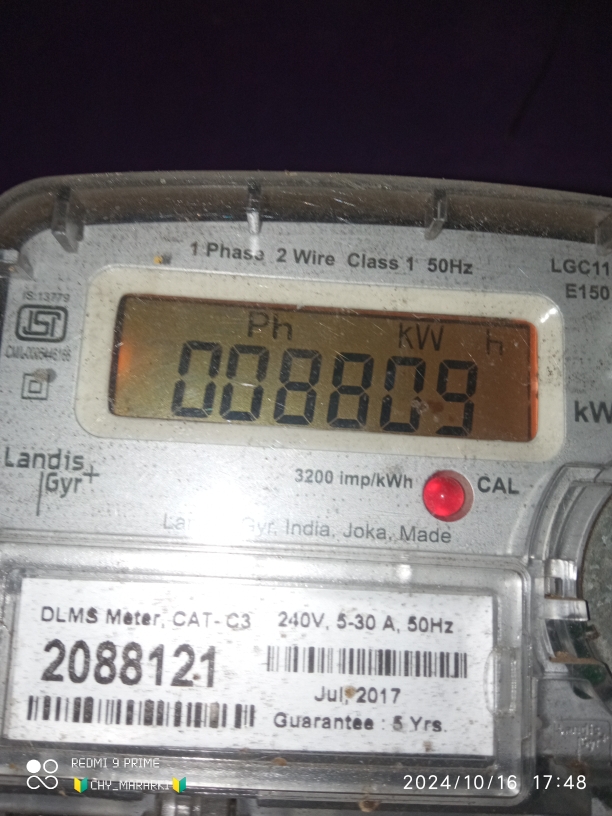 1 Phase 2 Wire Class 1 50Hz
LGC11
E150
IS:13779
Ph kW h
008809
kW
Landis
Gyr+
3200 imp/kWh
CAL
Gyr, India, Joka, Made
DLMS Meter, CAT- C3 240V, 5-30 A, 50Hz
2088121
Jul, 2017
Guarantee : 5 Yrs.
REDMI 9 PRIME
🔰CHY_MARARKI🔰
2024/10/16 17:48